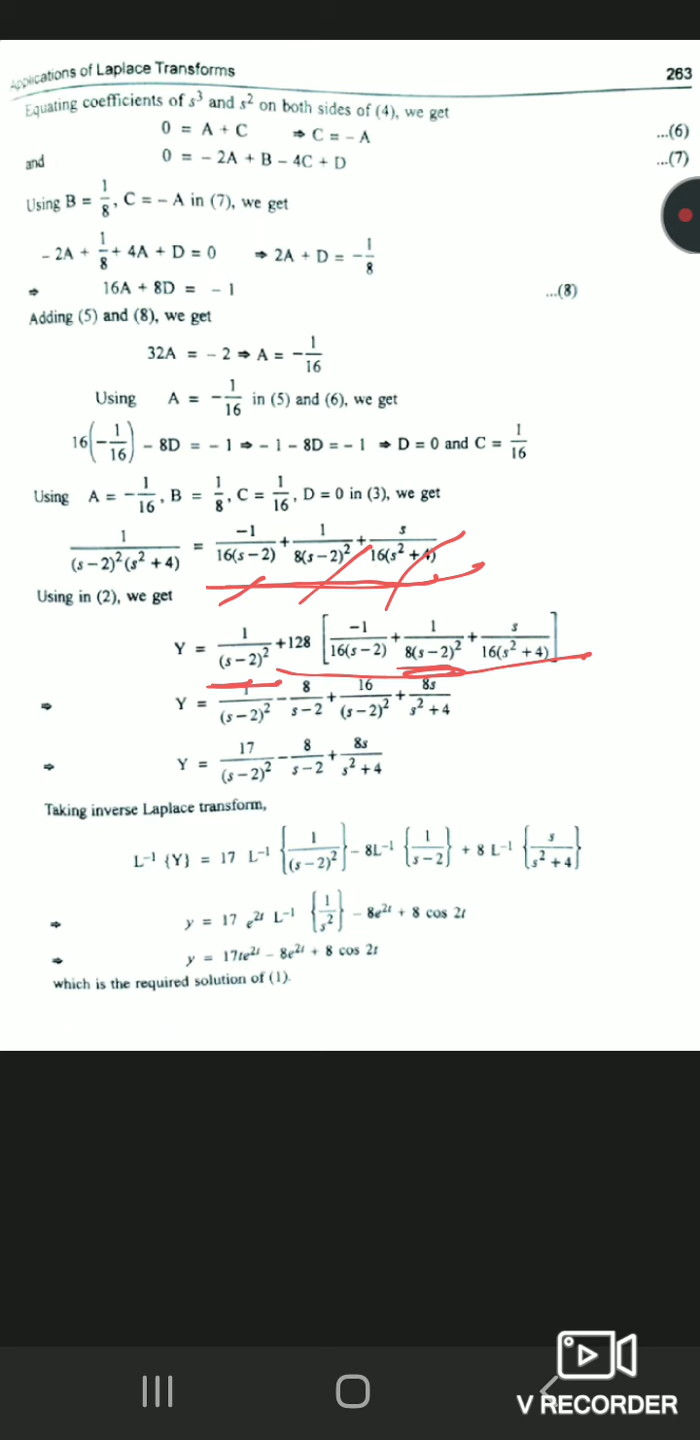 Applications of Laplace Transforms 263
Equating coefficients of s³ and s² on both sides of (4), we get
0 = A + C ⇒ C = – A ...(6)
and 0 = – 2A + B – 4C + D ...(7)
Using B = 1/8, C = – A in (7), we get
– 2A + 1/8 + 4A + D = 0 ⇒ 2A + D = – 1/8
⇒ 16A + 8D = – 1 ...(8)
Adding (5) and (8), we get
32A = – 2 ⇒ A = – 1/16
Using A = – 1/16 in (5) and (6), we get
16(– 1/16) – 8D = – 1 ⇒ – 1 – 8D = – 1 ⇒ D = 0 and C = 1/16
Using A = – 1/16, B = 1/8, C = 1/16, D = 0 in (3), we get
1/((s – 2)²(s² + 4)) = –1/(16(s – 2)) + 1/(8(s – 2)²) + s/(16(s² + 4))
Using in (2), we get
Y = 1/(s – 2)² + 128 [–1/(16(s – 2)) + 1/(8(s – 2)²) + s/(16(s² + 4))]
⇒ Y = 1/(s – 2)² – 8/(s – 2) + 16/(s – 2)² + 8s/(s² + 4)
⇒ Y = 17/(s – 2)² – 8/(s – 2) + 8s/(s² + 4)
Taking inverse Laplace transform,
L⁻¹ {Y} = 17 L⁻¹ {1/(s – 2)²} – 8L⁻¹ {1/(s – 2)} + 8 L⁻¹ {s/(s² + 4)}
⇒ y = 17 e²ᵗ L⁻¹ {1/s²} – 8e²ᵗ + 8 cos 2t
⇒ y = 17te²ᵗ – 8e²ᵗ + 8 cos 2t
which is the required solution of (1).
V RECORDER